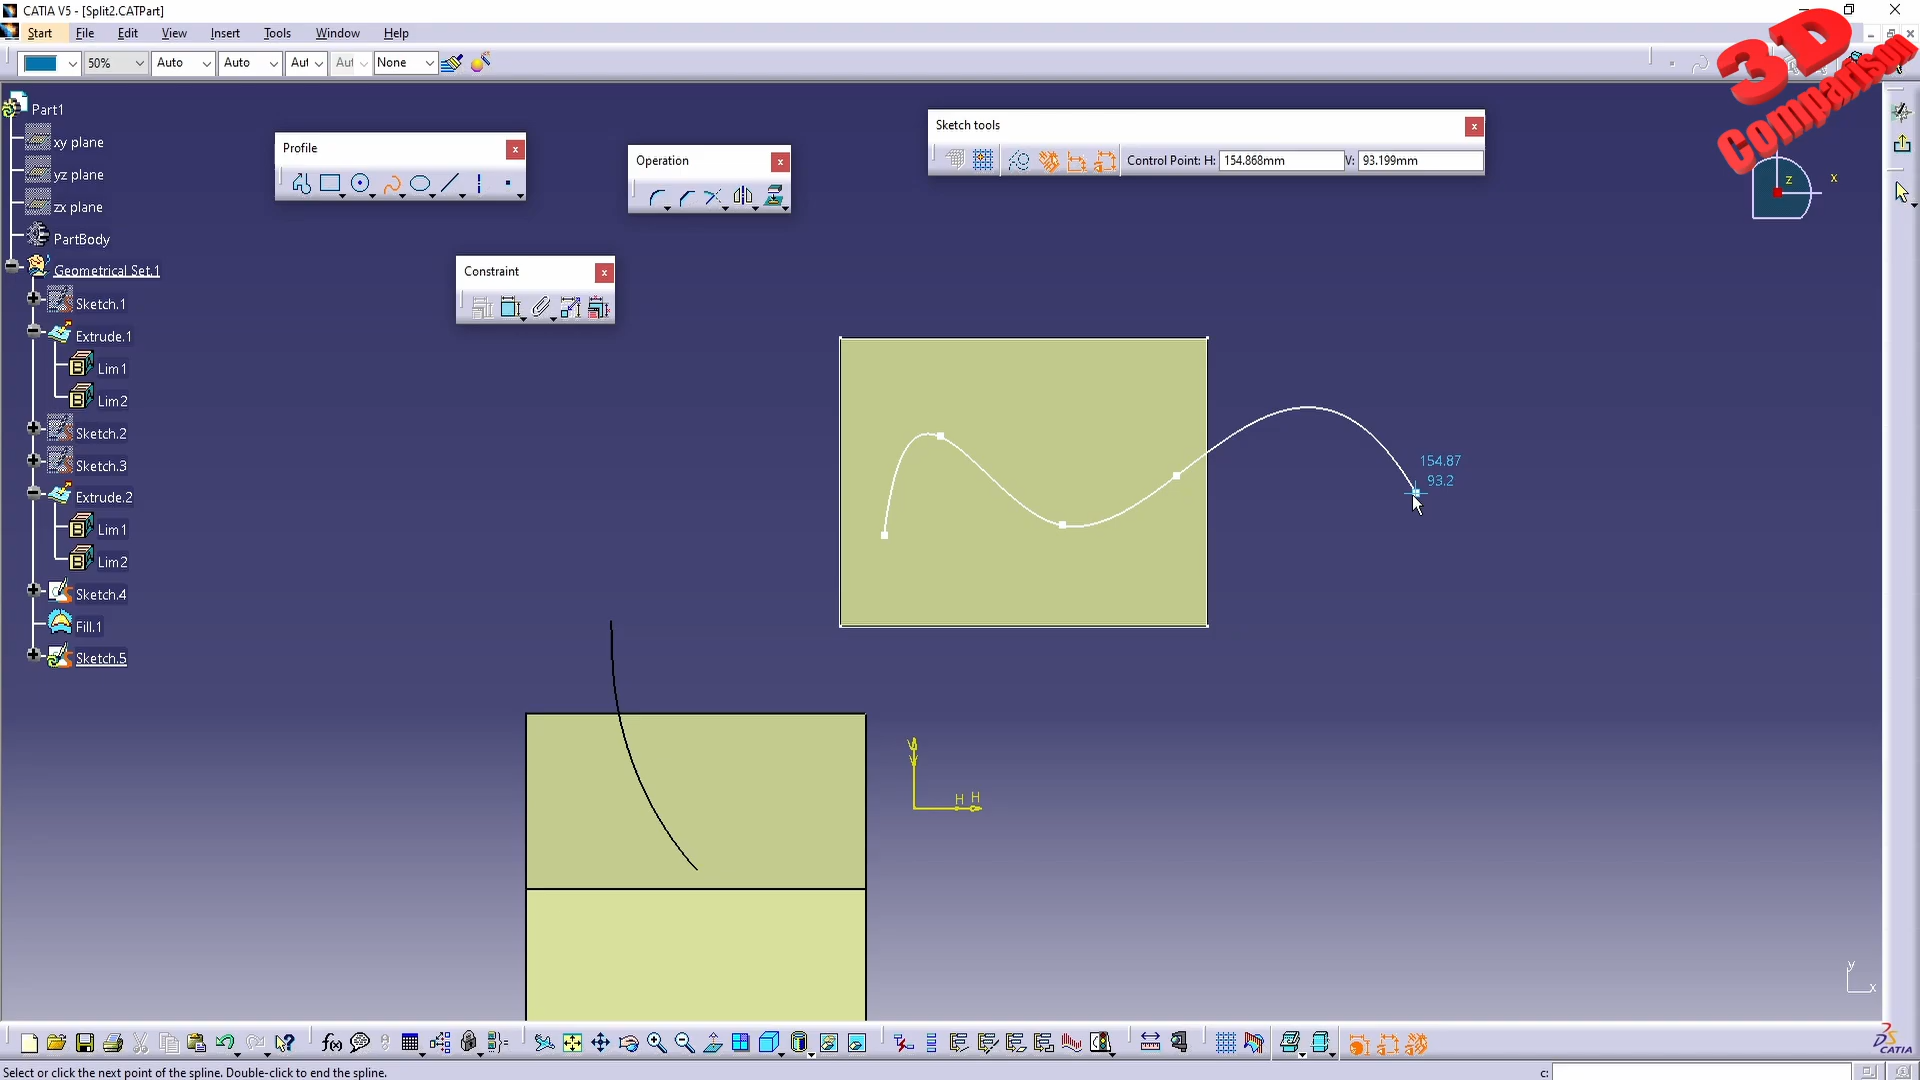 CATIA V5 - [Split2.CATPart]
Start File Edit View Insert Tools Window Help
50% Auto Auto Aut Aut None
3D
Comparison
Part1
xy plane
yz plane
zx plane
PartBody
Geometrical Set.1
Sketch.1
Extrude.1
Lim1
Lim2
Sketch.2
Sketch.3
Extrude.2
Lim1
Lim2
Sketch.4
Fill.1
Sketch.5
Profile
Operation
Constraint
Sketch tools
Control Point: H: 154.868mm V: 93.199mm
z x
154.87
93.2
V
H H
y
x
f(x)
CATIA
Select or click the next point of the spline. Double-click to end the spline.
c: